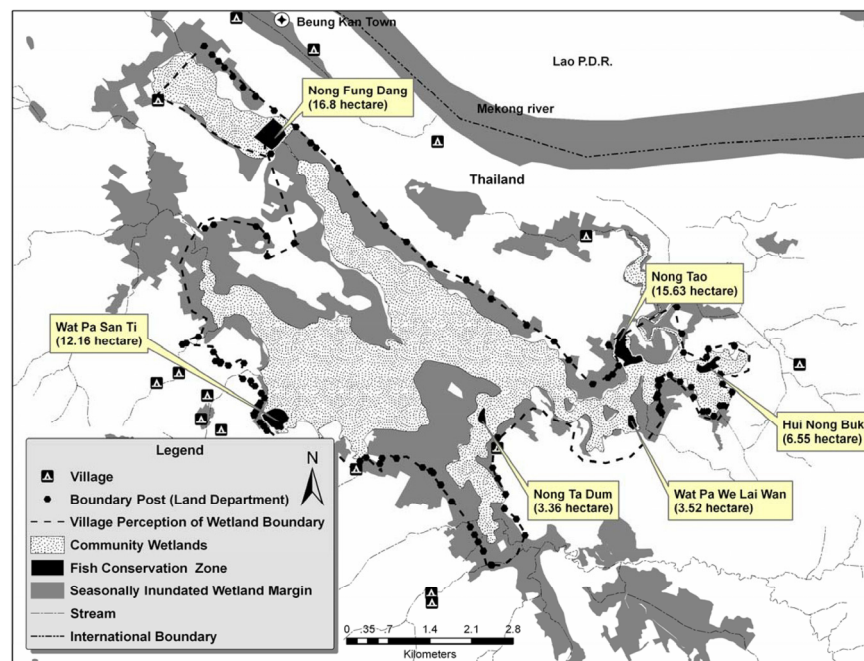 Beung Kan Town
Lao P.D.R.
Nong Fung Dang
(16.8 hectare)
Mekong river
Thailand
Nong Tao
(15.63 hectare)
Wat Pa San Ti
(12.16 hectare)
Hui Nong Buk
(6.55 hectare)
Nong Ta Dum
(3.36 hectare)
Wat Pa We Lai Wan
(3.52 hectare)
Legend
N
Village
Boundary Post (Land Department)
Village Perception of Wetland Boundary
Community Wetlands
Fish Conservation Zone
Seasonally Inundated Wetland Margin
Stream
International Boundary
0 .35 .7 1.4 2.1 2.8
Kilometers